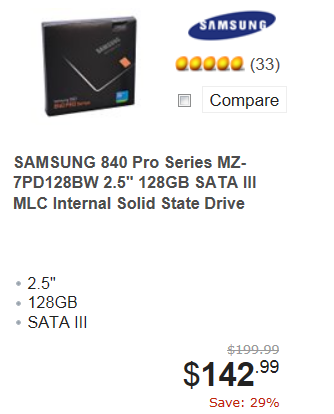 SAMSUNG
(33)
Compare
SAMSUNG 840 Pro Series MZ-
7PD128BW 2.5" 128GB SATA III
MLC Internal Solid State Drive
2.5"
128GB
SATA III
$199.99
$142.99
Save: 29%